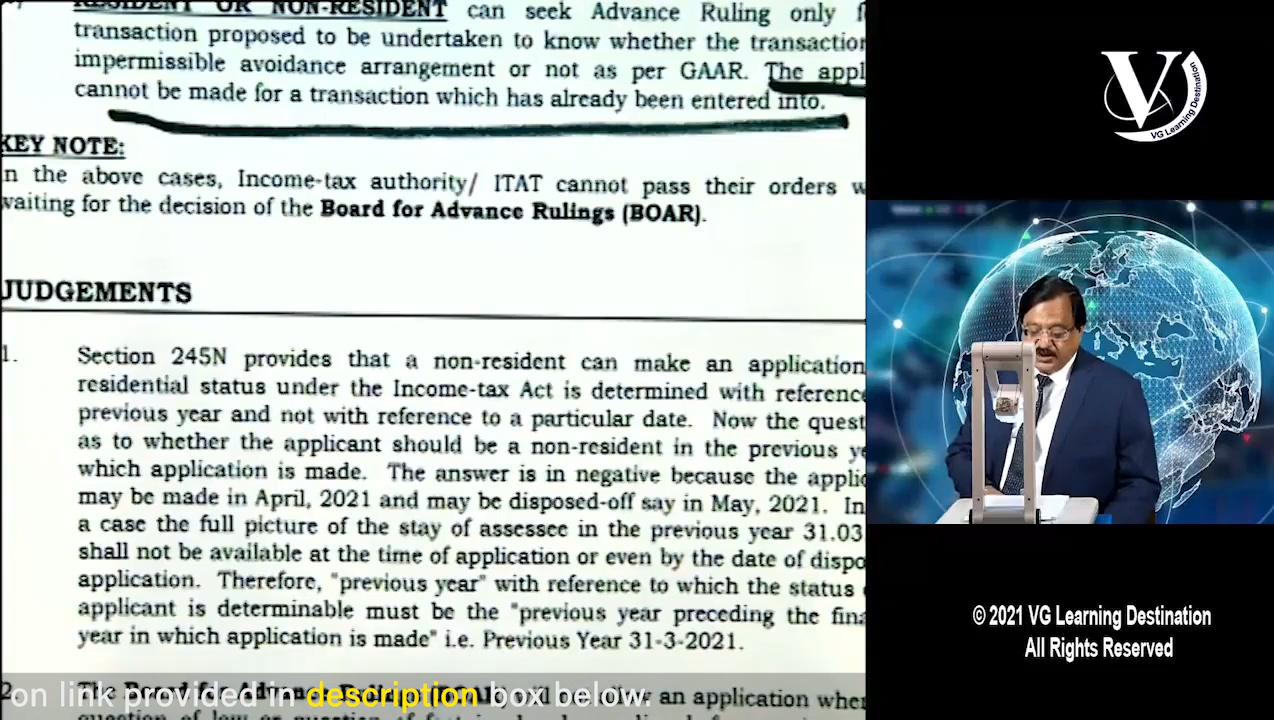 RESIDENT OR NON-RESIDENT can seek Advance Ruling only
transaction proposed to be undertaken to know whether the transaction
impermissible avoidance arrangement or not as per GAAR. The appl
cannot be made for a transaction which has already been entered into.
KEY NOTE:
n the above cases, Income-tax authority/ ITAT cannot pass their orders w
waiting for the decision of the Board for Advance Rulings (BOAR).
JUDGEMENTS
1. Section 245N provides that a non-resident can make an application
residential status under the Income-tax Act is determined with reference
previous year and not with reference to a particular date. Now the quest
as to whether the applicant should be a non-resident in the previous ye
which application is made. The answer is in negative because the applic
may be made in April, 2021 and may be disposed-off say in May, 2021. In
a case the full picture of the stay of assessee in the previous year 31.03
shall not be available at the time of application or even by the date of dispo
application. Therefore, "previous year" with reference to which the status
applicant is determinable must be the "previous year preceding the fina
year in which application is made" i.e. Previous Year 31-3-2021.
2. The Board for Advance an application wher
on link provided in description box below.
V
VG Learning Destination
© 2021 VG Learning Destination
All Rights Reserved